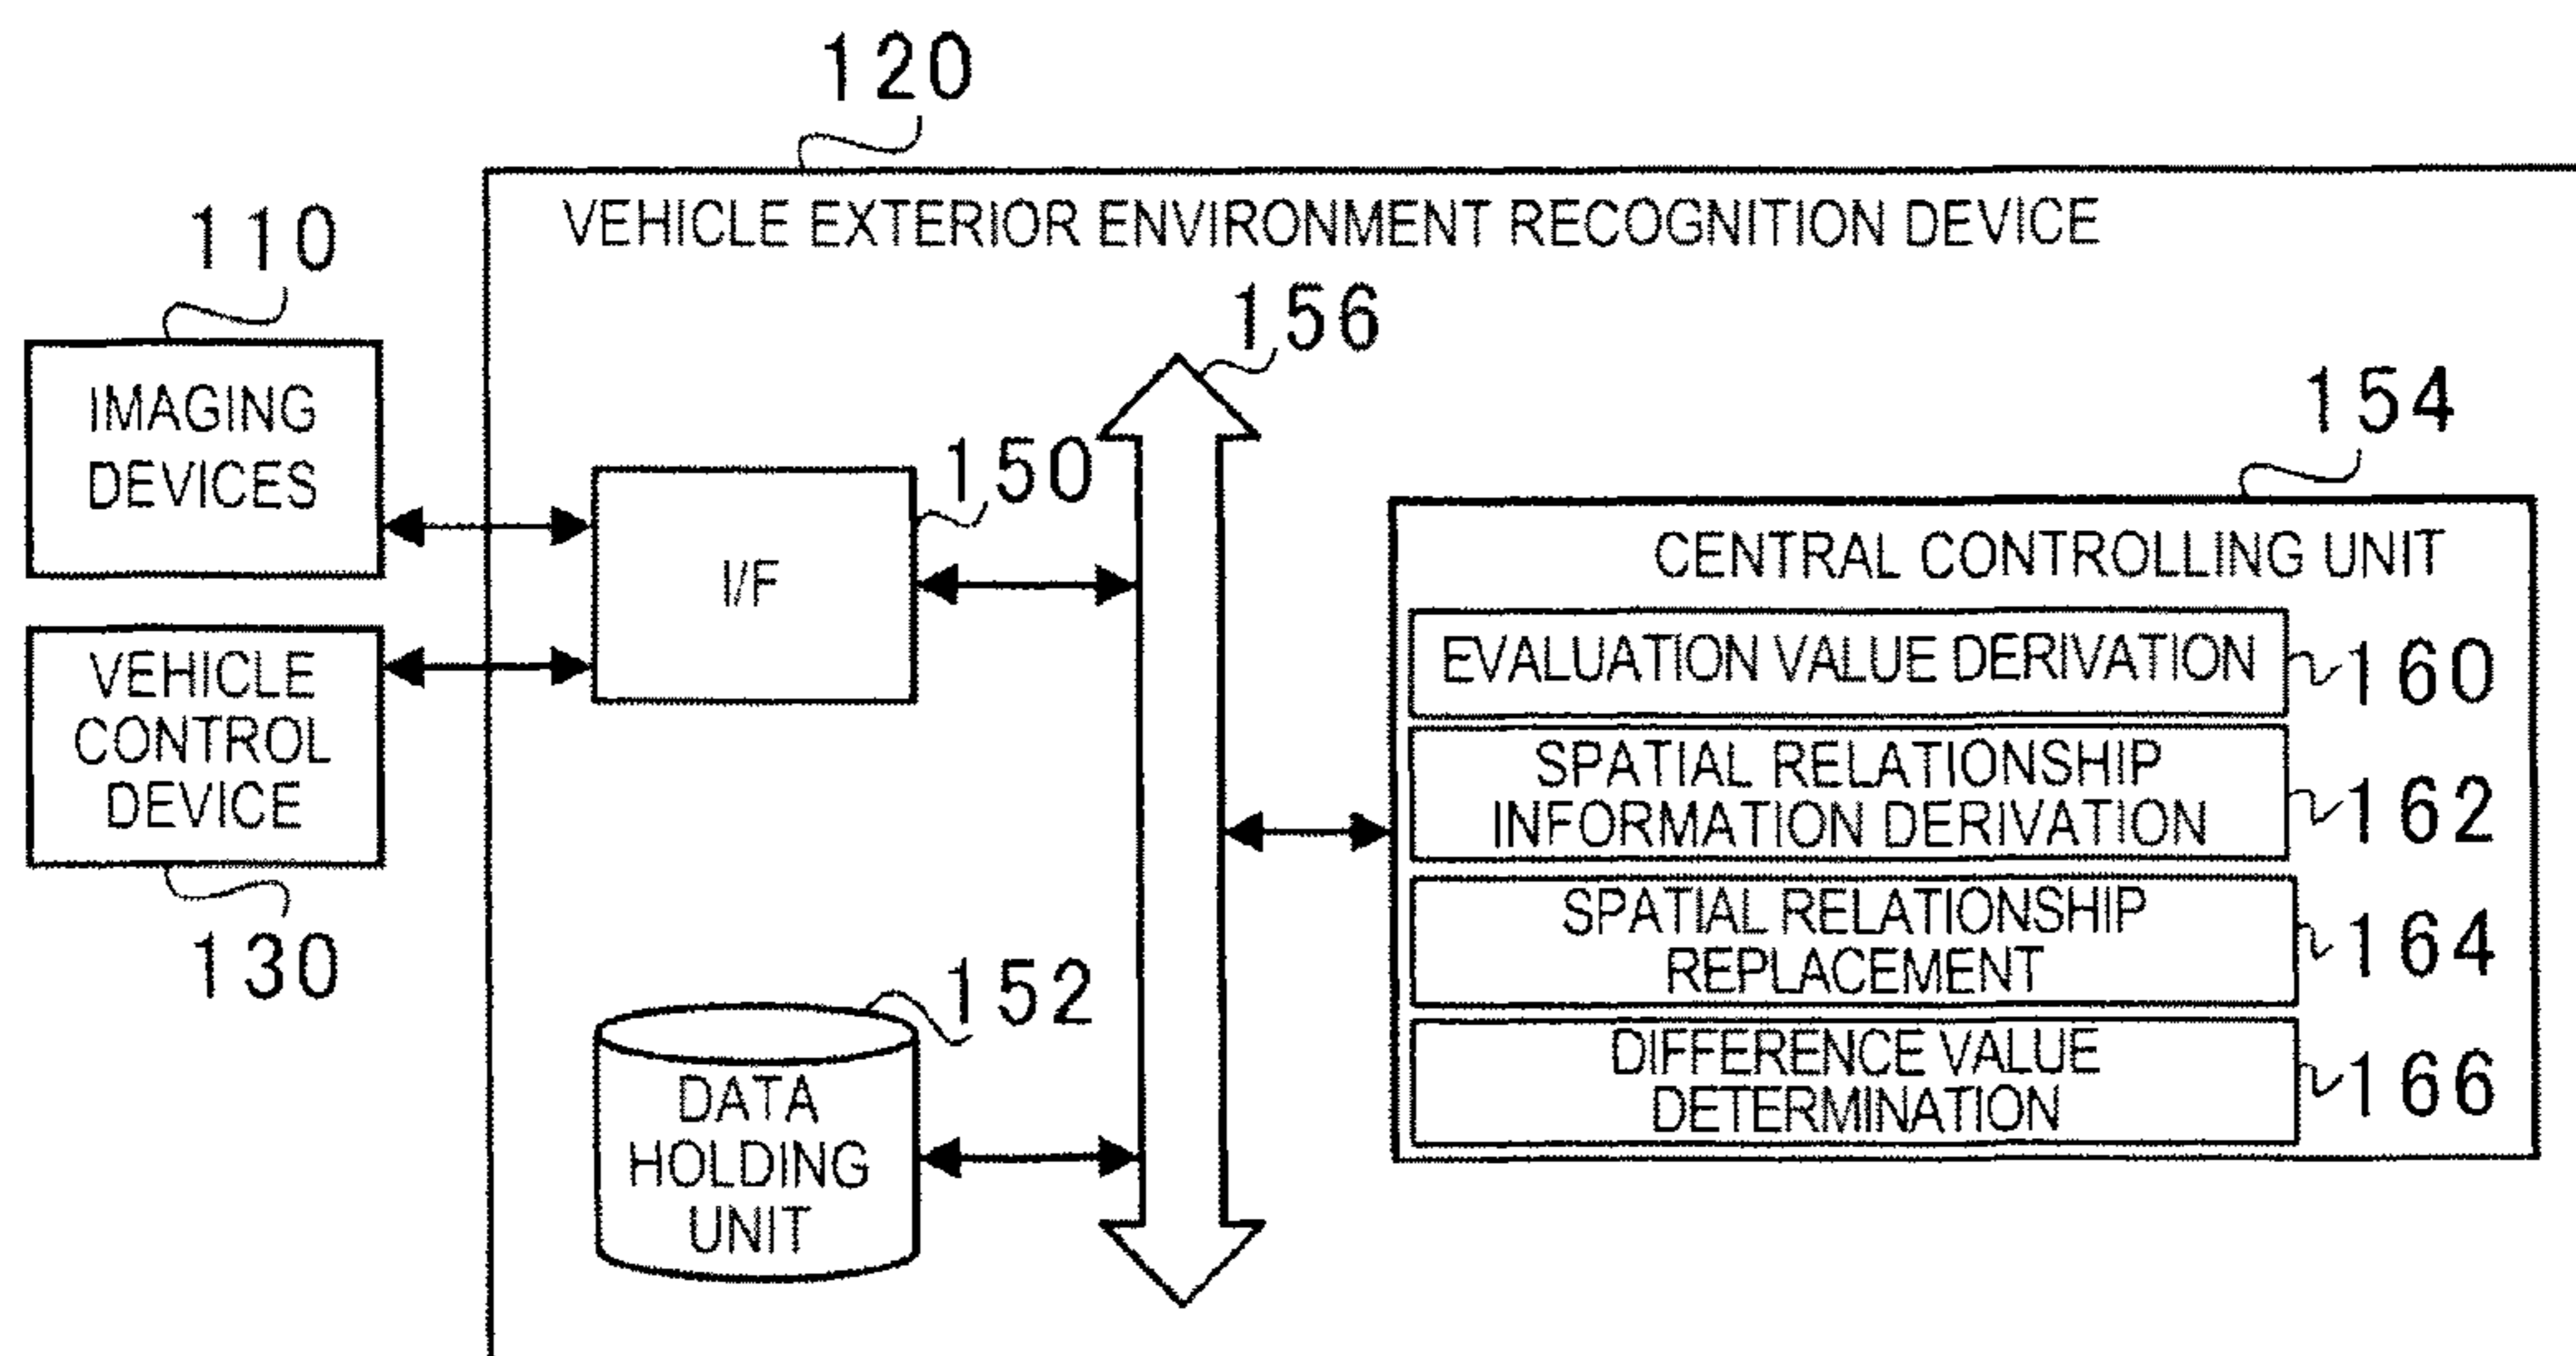 120
VEHICLE EXTERIOR ENVIRONMENT RECOGNITION DEVICE
110
IMAGING
DEVICES
VEHICLE
CONTROL
DEVICE
130
150
I/F
156
152
DATA
HOLDING
UNIT
154
CENTRAL CONTROLLING UNIT
EVALUATION VALUE DERIVATION
160
SPATIAL RELATIONSHIP
INFORMATION DERIVATION
162
SPATIAL RELATIONSHIP
REPLACEMENT
164
DIFFERENCE VALUE
DETERMINATION
166